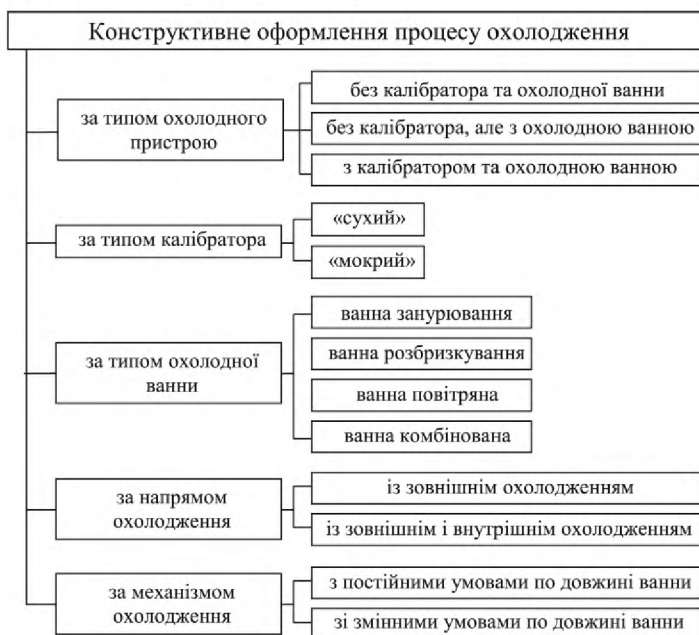 Конструктивне оформлення процесу охолодження
за типом охолодного
пристрою
без калібратора та охолодної ванни
без калібратора, але з охолодною ванною
з калібратором та охолодною ванною
за типом калібратора
«сухий»
«мокрий»
за типом охолодної
ванни
ванна занурювання
ванна розбризкування
ванна повітряна
ванна комбінована
за напрямом
охолодження
із зовнішнім охолодженням
із зовнішнім і внутрішнім охолодженням
за механізмом
охолодження
з постійними умовами по довжині ванни
зі змінними умовами по довжині ванни